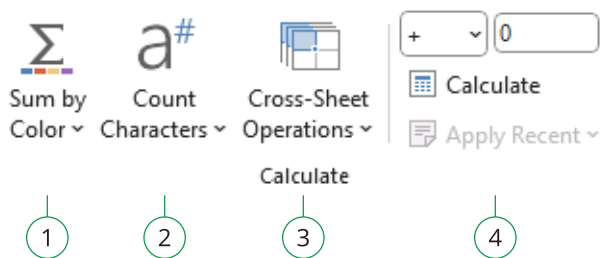 Σ
a#
Sum by
Color
Count
Characters
Cross-Sheet
Operations
+
0
Calculate
Apply Recent
Calculate
1
2
3
4